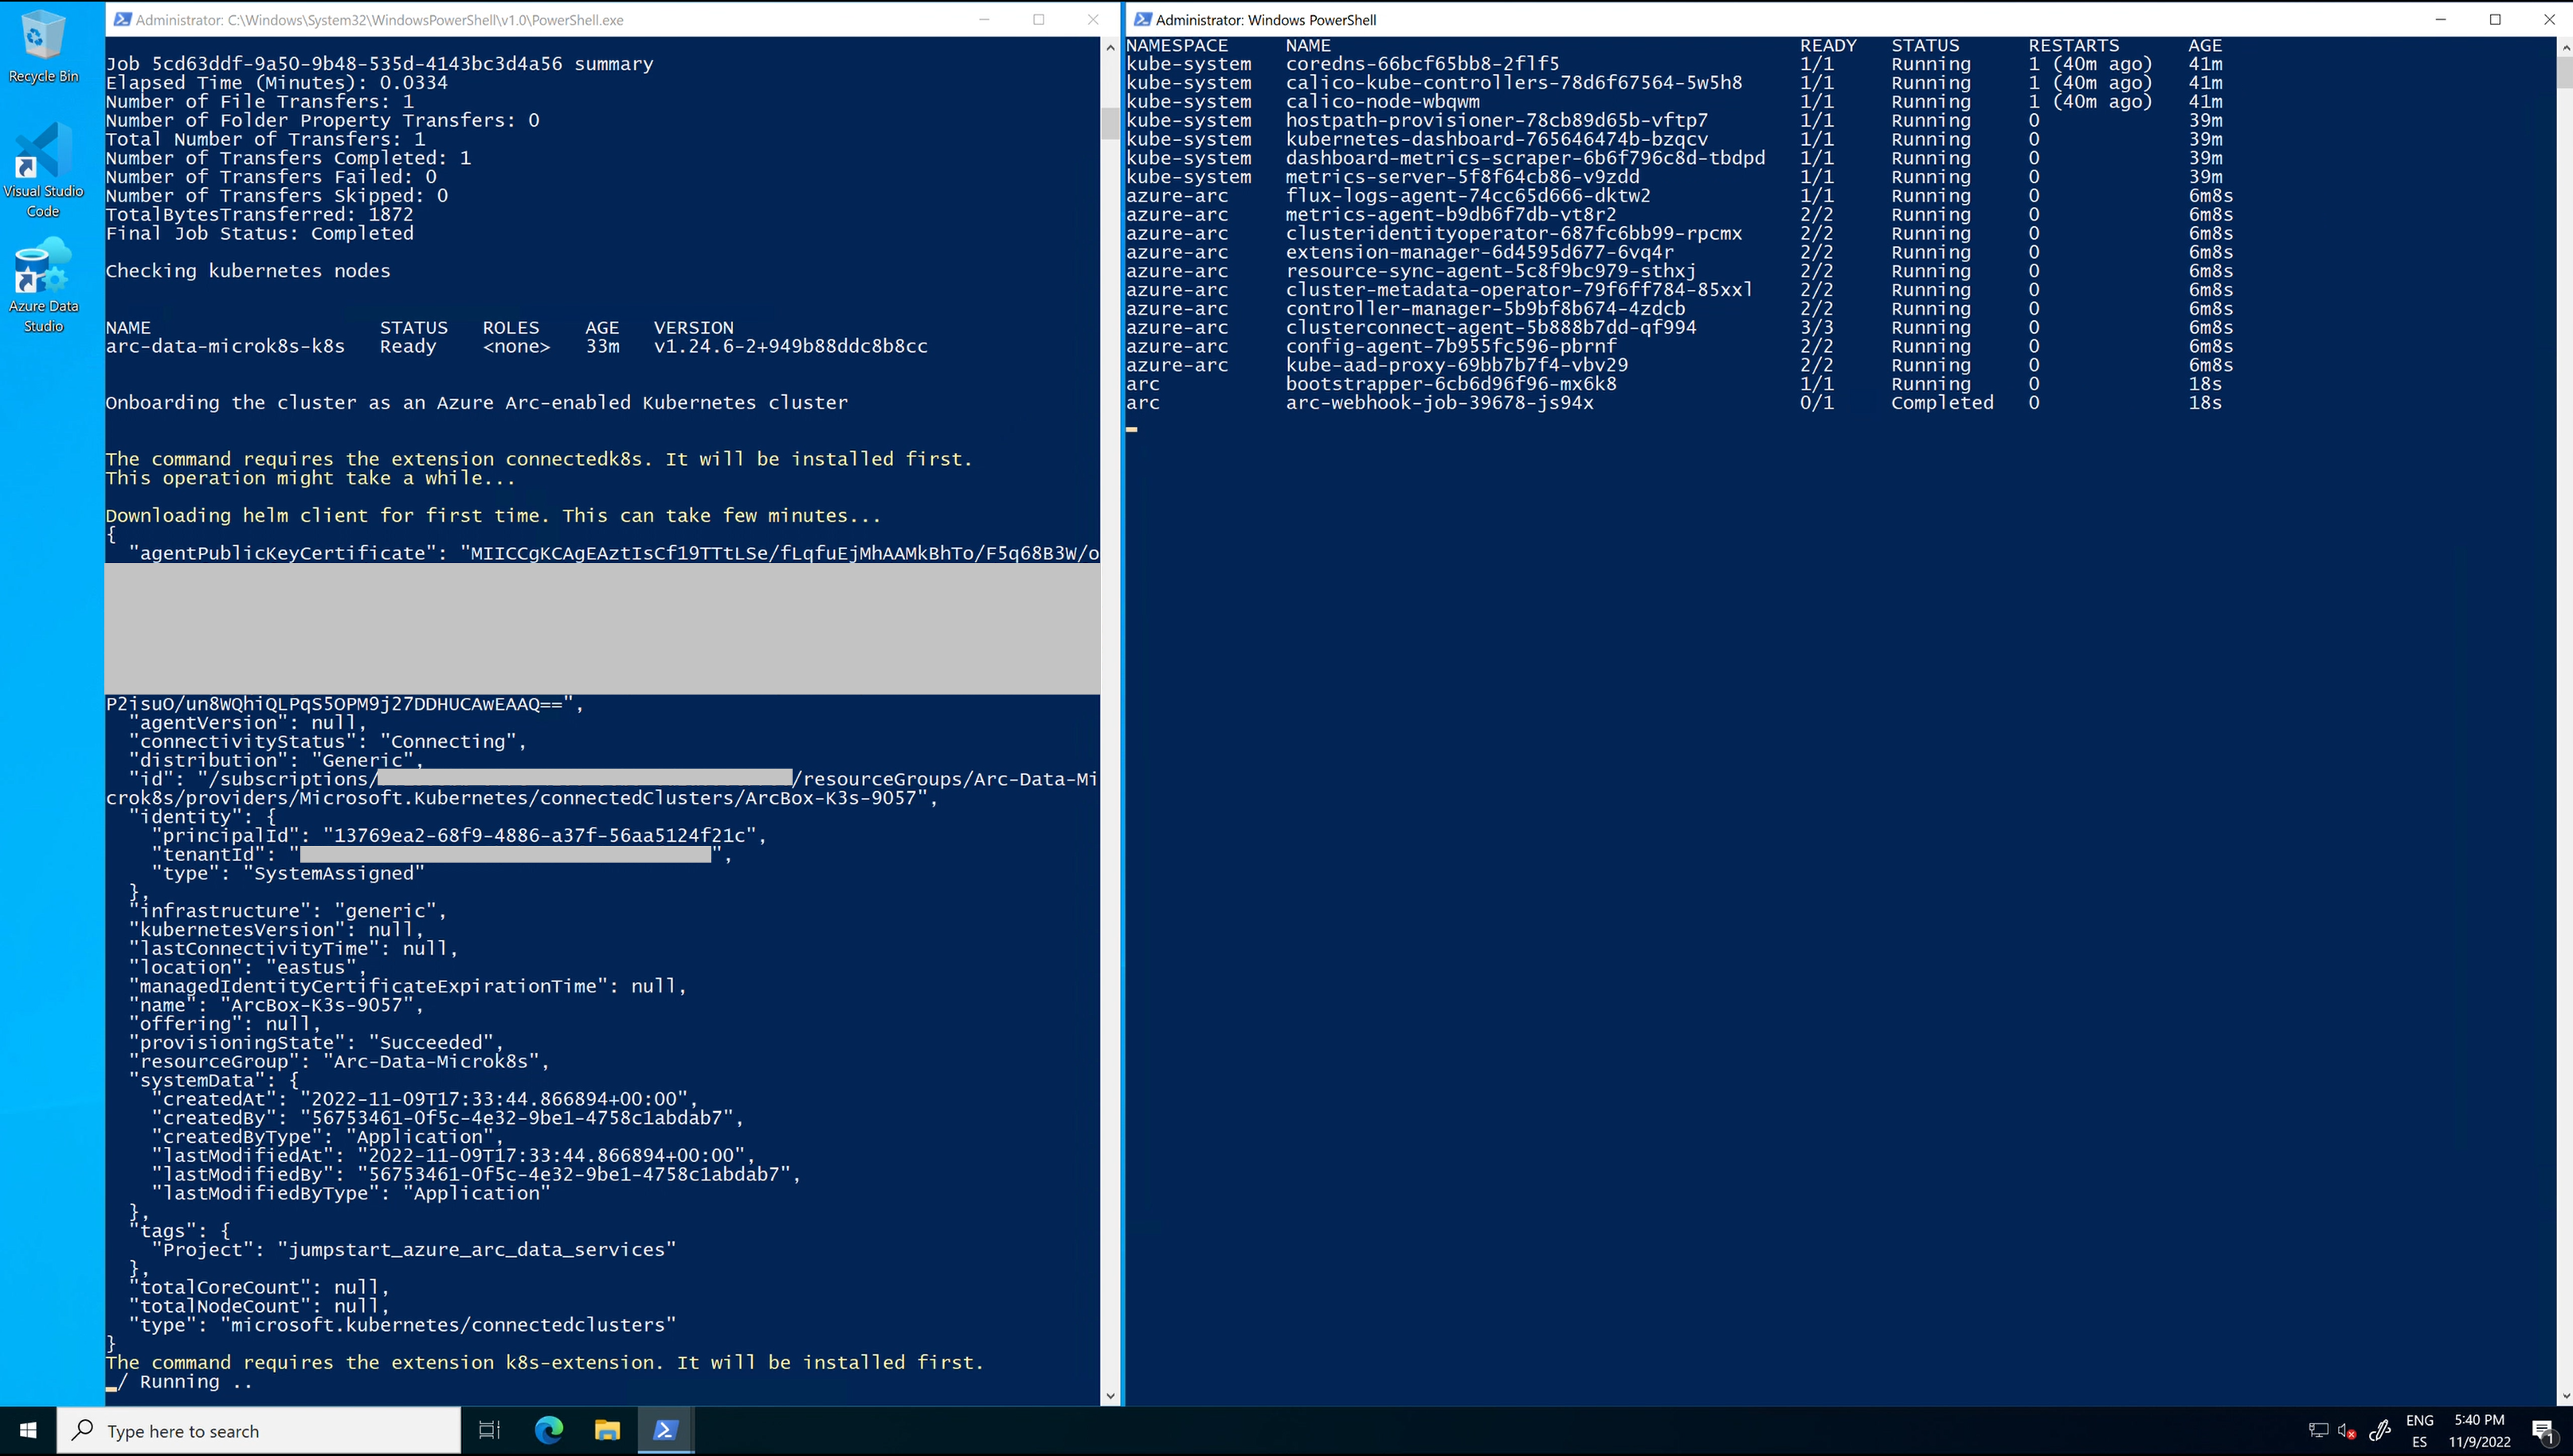 Recycle Bin
Visual Studio
Code
Azure Data
Studio
Administrator: C:\Windows\System32\WindowsPowerShell\v1.0\PowerShell.exe
Job 5cd63ddf-9a50-9b48-535d-4143bc3d4a56 summary
Elapsed Time (Minutes): 0.0334
Number of File Transfers: 1
Number of Folder Property Transfers: 0
Total Number of Transfers: 1
Number of Transfers Completed: 1
Number of Transfers Failed: 0
Number of Transfers Skipped: 0
TotalBytesTransferred: 1872
Final Job Status: Completed
Checking kubernetes nodes
NAME STATUS ROLES AGE VERSION
arc-data-microk8s-k8s Ready <none> 33m v1.24.6-2+949b88ddc8b8cc
Onboarding the cluster as an Azure Arc-enabled Kubernetes cluster
The command requires the extension connectedk8s. It will be installed first.
This operation might take a while...
Downloading helm client for first time. This can take few minutes...
{
"agentPublicKeyCertificate": "MIICCgKCAgEAztIsCf19TTtLSe/fLqfuEjMhAAMkBhTo/F5q68B3W/o
P2isuO/un8WQhiQLPqS5OPM9j27DDHUCAwEAAQ==",
"agentVersion": null,
"connectivityStatus": "Connecting",
"distribution": "Generic",
"id": "/subscriptions/ /resourceGroups/Arc-Data-Mi
crok8s/providers/Microsoft.Kubernetes/connectedClusters/ArcBox-K3s-9057",
"identity": {
"principalId": "13769ea2-68f9-4886-a37f-56aa5124f21c",
"tenantId": " ",
"type": "SystemAssigned"
},
"infrastructure": "generic",
"kubernetesVersion": null,
"lastConnectivityTime": null,
"location": "eastus",
"managedIdentityCertificateExpirationTime": null,
"name": "ArcBox-K3s-9057",
"offering": null,
"provisioningState": "Succeeded",
"resourceGroup": "Arc-Data-Microk8s",
"systemData": {
"createdAt": "2022-11-09T17:33:44.866894+00:00",
"createdBy": "56753461-0f5c-4e32-9be1-4758c1abdab7",
"createdByType": "Application",
"lastModifiedAt": "2022-11-09T17:33:44.866894+00:00",
"lastModifiedBy": "56753461-0f5c-4e32-9be1-4758c1abdab7",
"lastModifiedByType": "Application"
},
"tags": {
"Project": "jumpstart_azure_arc_data_services"
},
"totalCoreCount": null,
"totalNodeCount": null,
"type": "microsoft.kubernetes/connectedclusters"
}
The command requires the extension k8s-extension. It will be installed first.
/ Running ..
Administrator: Windows PowerShell
NAMESPACE NAME READY STATUS RESTARTS AGE
kube-system coredns-66bcf65bb8-2flf5 1/1 Running 1 (40m ago) 41m
kube-system calico-kube-controllers-78d6f67564-5w5h8 1/1 Running 1 (40m ago) 41m
kube-system calico-node-wbqwm 1/1 Running 1 (40m ago) 41m
kube-system hostpath-provisioner-78cb89d65b-vftp7 1/1 Running 0 39m
kube-system kubernetes-dashboard-765646474b-bzqcv 1/1 Running 0 39m
kube-system dashboard-metrics-scraper-6b6f796c8d-tbdpd 1/1 Running 0 39m
kube-system metrics-server-5f8f64cb86-v9zdd 1/1 Running 0 39m
azure-arc flux-logs-agent-74cc65d666-dktw2 1/1 Running 0 6m8s
azure-arc metrics-agent-b9db6f7db-vt8r2 2/2 Running 0 6m8s
azure-arc clusteridentityoperator-687fc6bb99-rpcmx 2/2 Running 0 6m8s
azure-arc extension-manager-6d4595d677-6vq4r 2/2 Running 0 6m8s
azure-arc resource-sync-agent-5c8f9bc979-sthxj 2/2 Running 0 6m8s
azure-arc cluster-metadata-operator-79f6ff784-85xxl 2/2 Running 0 6m8s
azure-arc controller-manager-5b9bf8b674-4zdcb 2/2 Running 0 6m8s
azure-arc clusterconnect-agent-5b888b7dd-qf994 3/3 Running 0 6m8s
azure-arc config-agent-7b955fc596-pbrnf 2/2 Running 0 6m8s
azure-arc kube-aad-proxy-69bb7b7f4-vbv29 2/2 Running 0 6m8s
arc bootstrapper-6cb6d96f96-mx6k8 1/1 Running 0 18s
arc arc-webhook-job-39678-js94x 0/1 Completed 0 18s
Type here to search
ENG
ES
5:40 PM
11/9/2022
1